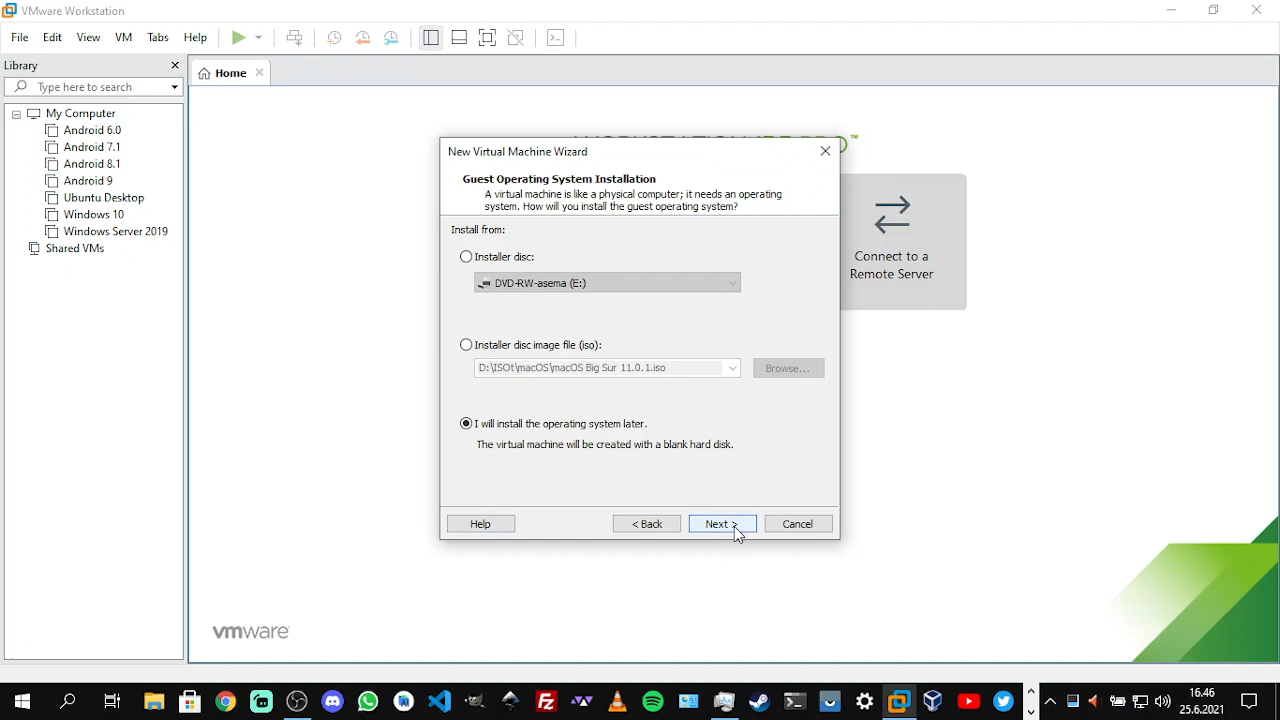 VMware Workstation
File Edit View VM Tabs Help
Library
Type here to search
Home
My Computer
Android 6.0
Android 7.1
Android 8.1
Android 9
Ubuntu Desktop
Windows 10
Windows Server 2019
Shared VMs
New Virtual Machine Wizard
Guest Operating System Installation
A virtual machine is like a physical computer; it needs an operating
system. How will you install the guest operating system?
Install from:
Installer disc:
DVD-RW-asema (E:)
Installer disc image file (iso):
D:\ISOt\macOS\macOS Big Sur 11.0.1.iso
Browse...
I will install the operating system later.
The virtual machine will be created with a blank hard disk.
Help
< Back
Next >
Cancel
Connect to a
Remote Server
vmware
16.46
25.6.2021